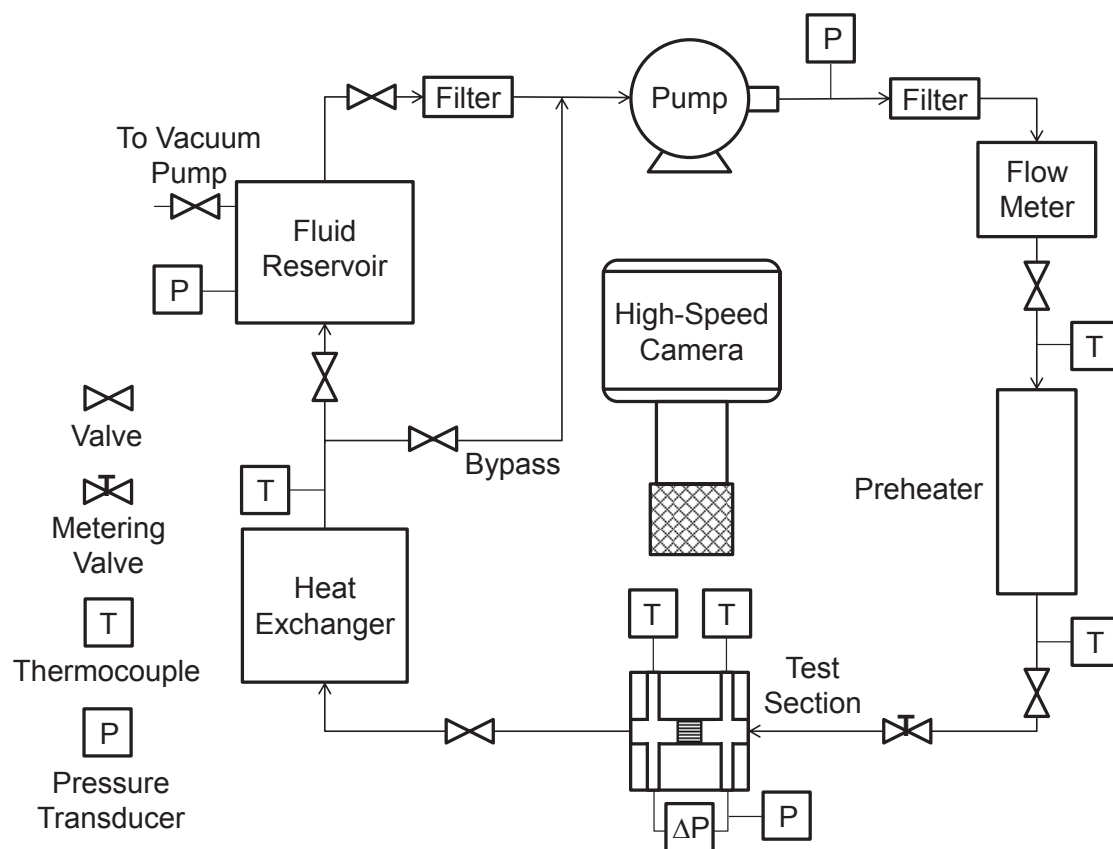 P
Filter
Pump
Filter
To Vacuum
Pump
Flow
Meter
Fluid
Reservoir
P
High-Speed
Camera
T
Valve
Bypass
T
Preheater
Metering
Valve
Heat
Exchanger
T
T
T
T
Thermocouple
Test
Section
P
Pressure
Transducer
ΔP
P